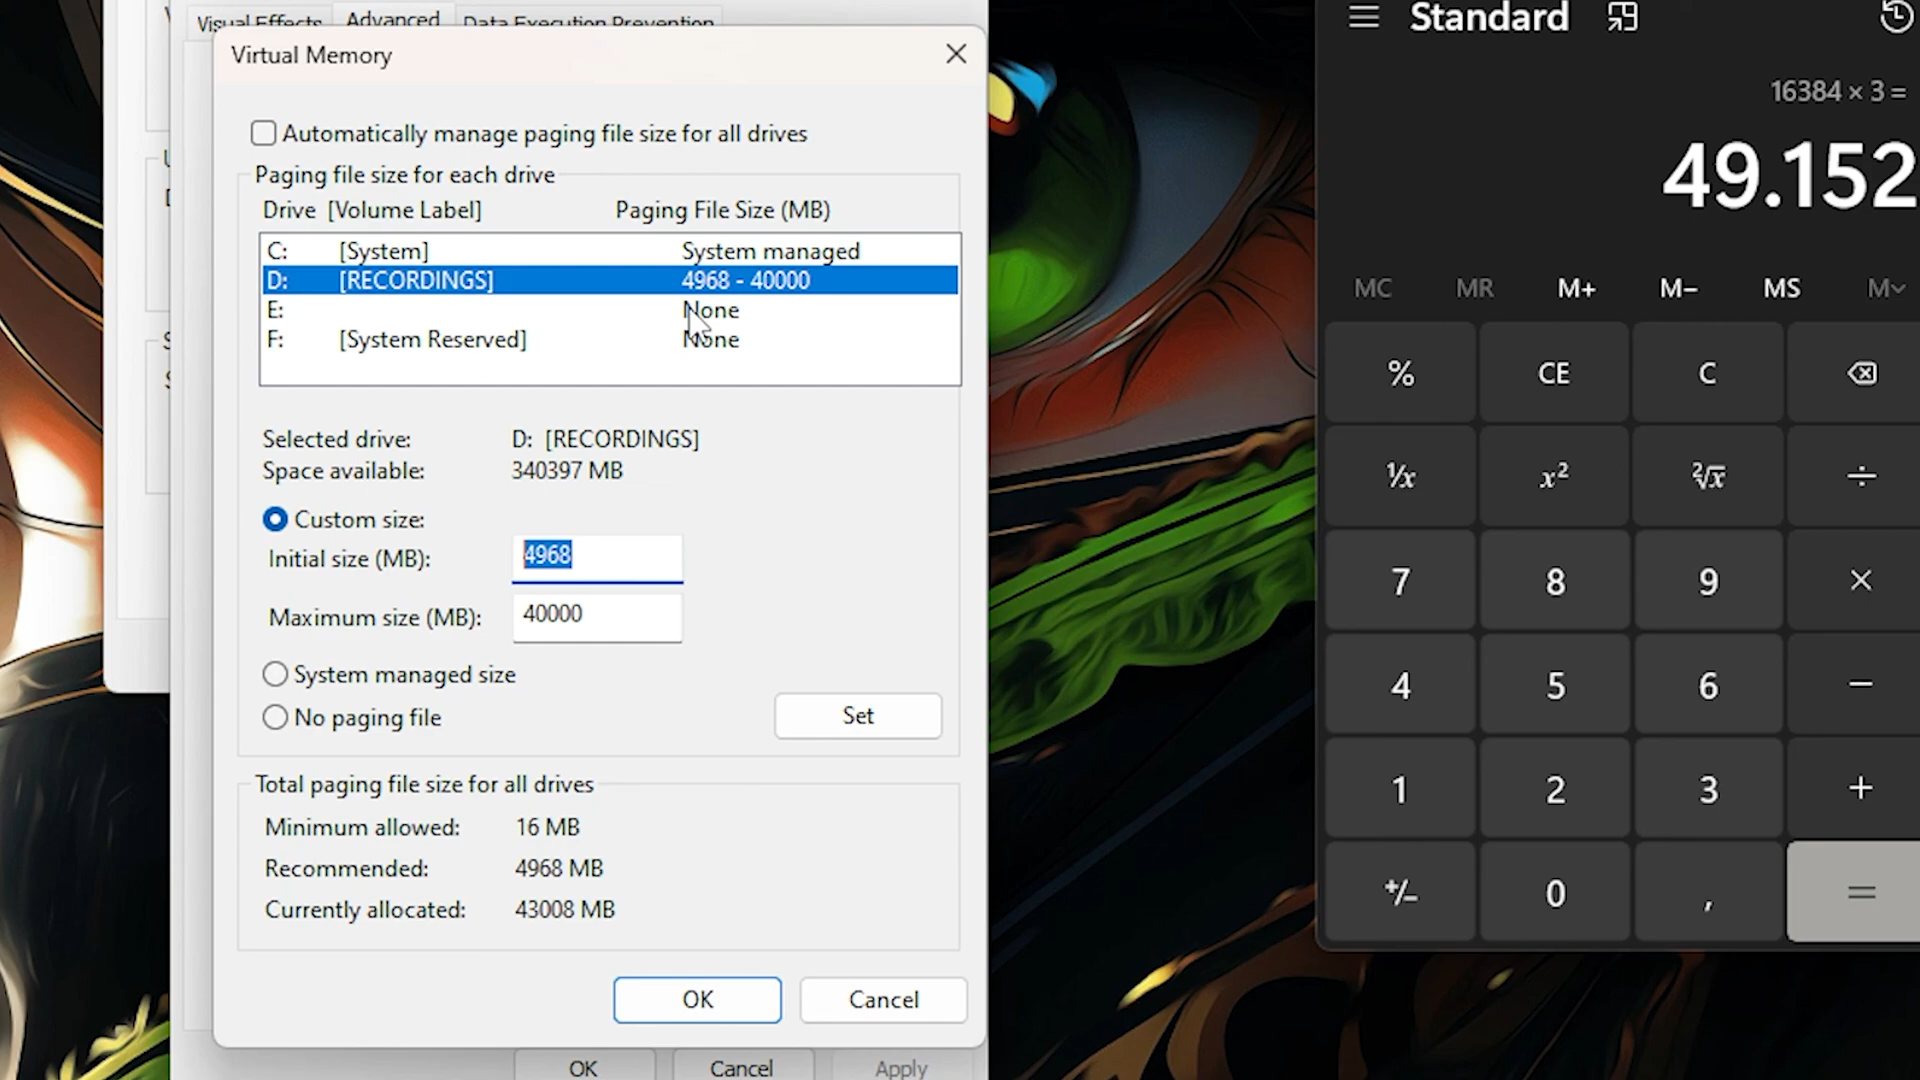 Visual Effects Advanced Data Execution Prevention
Virtual Memory
Automatically manage paging file size for all drives
Paging file size for each drive
Drive [Volume Label] Paging File Size (MB)
C: [System] System managed
D: [RECORDINGS] 4968 - 40000
E: None
F: [System Reserved] None
Selected drive: D: [RECORDINGS]
Space available: 340397 MB
Custom size:
Initial size (MB): 4968
Maximum size (MB): 40000
System managed size
No paging file
Set
Total paging file size for all drives
Minimum allowed: 16 MB
Recommended: 4968 MB
Currently allocated: 43008 MB
OK Cancel
OK Cancel Apply
Standard
16384 × 3 =
49.152
MC MR M+ M− MS M˅
% CE C
⅟x x² ²√x ÷
7 8 9 ×
4 5 6 −
1 2 3 +
+/− 0 , =